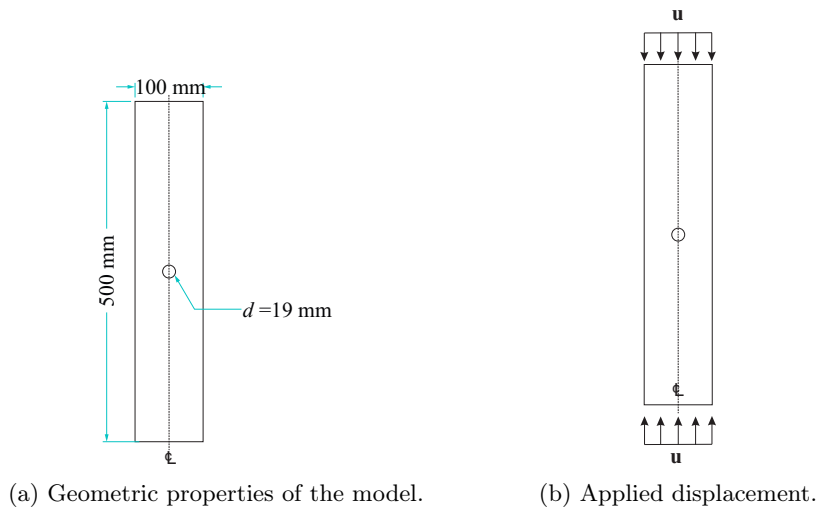 100 mm
500 mm
d =19 mm
℄
(a) Geometric properties of the model.
u
℄
u
(b) Applied displacement.